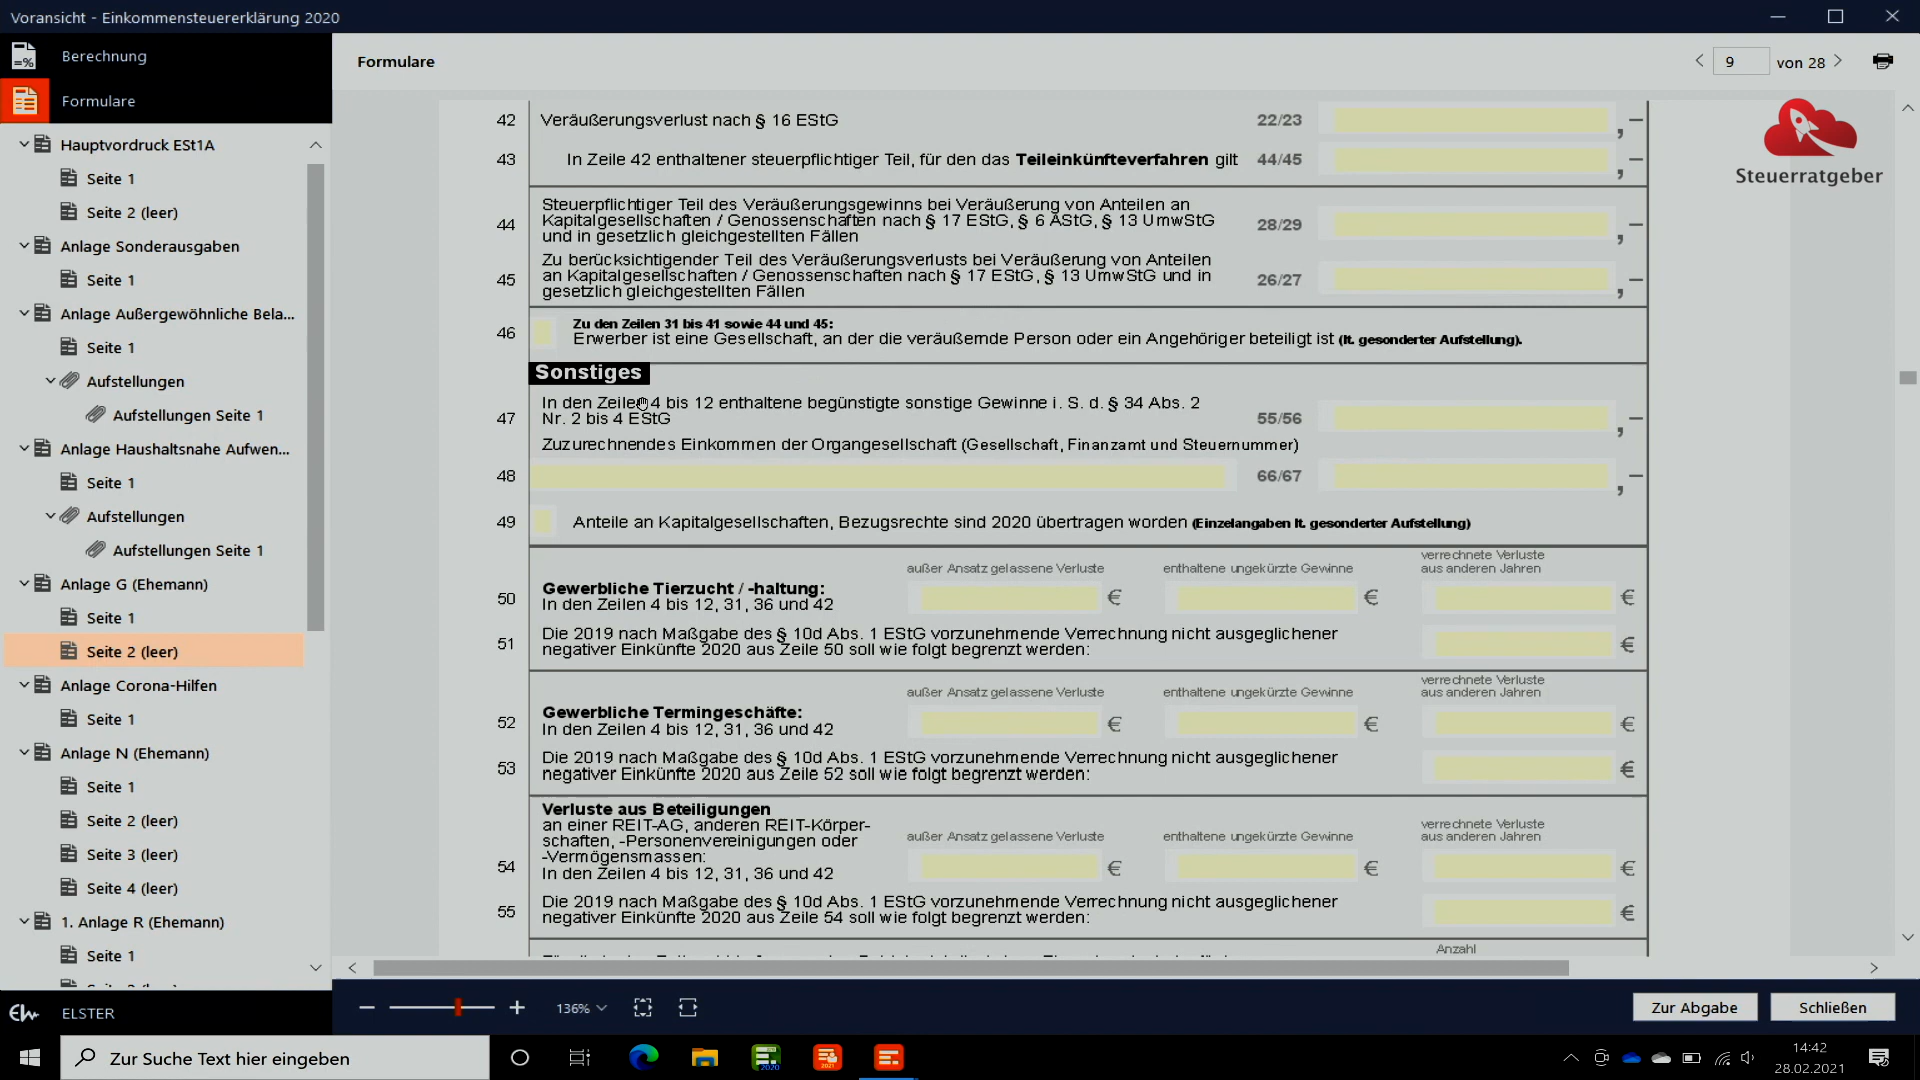 Voransicht - Einkommensteuererklärung 2020
Berechnung
Formulare
Hauptvordruck ESt1A
Seite 1
Seite 2 (leer)
Anlage Sonderausgaben
Seite 1
Anlage Außergewöhnliche Bela...
Seite 1
Aufstellungen
Aufstellungen Seite 1
Anlage Haushaltsnahe Aufwen...
Seite 1
Aufstellungen
Aufstellungen Seite 1
Anlage G (Ehemann)
Seite 1
Seite 2 (leer)
Anlage Corona-Hilfen
Seite 1
Anlage N (Ehemann)
Seite 1
Seite 2 (leer)
Seite 3 (leer)
Seite 4 (leer)
1. Anlage R (Ehemann)
Seite 1
ELSTER
Formulare
9 von 28
Steuerratgeber
42 Veräußerungsverlust nach § 16 EStG 22/23 ,–
43 In Zeile 42 enthaltener steuerpflichtiger Teil, für den das Teileinkünfteverfahren gilt 44/45 ,–
Steuerpflichtiger Teil des Veräußerungsgewinns bei Veräußerung von Anteilen an
44 Kapitalgesellschaften / Genossenschaften nach § 17 EStG, § 6 AStG, § 13 UmwStG 28/29 ,–
und in gesetzlich gleichgestellten Fällen
Zu berücksichtigender Teil des Veräußerungsverlusts bei Veräußerung von Anteilen
45 an Kapitalgesellschaften / Genossenschaften nach § 17 EStG, § 13 UmwStG und in 26/27 ,–
gesetzlich gleichgestellten Fällen
Zu den Zeilen 31 bis 41 sowie 44 und 45:
46 Erwerber ist eine Gesellschaft, an der die veräußernde Person oder ein Angehöriger beteiligt ist (lt. gesonderter Aufstellung).
Sonstiges
In den Zeilen 4 bis 12 enthaltene begünstigte sonstige Gewinne i. S. d. § 34 Abs. 2
47 Nr. 2 bis 4 EStG 55/56 ,–
Zuzurechnendes Einkommen der Organgesellschaft (Gesellschaft, Finanzamt und Steuernummer)
48 66/67 ,–
49 Anteile an Kapitalgesellschaften, Bezugsrechte sind 2020 übertragen worden (Einzelangaben lt. gesonderter Aufstellung)
außer Ansatz gelassene Verluste enthaltene ungekürzte Gewinne verrechnete Verluste aus anderen Jahren
Gewerbliche Tierzucht / -haltung:
50 In den Zeilen 4 bis 12, 31, 36 und 42 € € €
51 Die 2019 nach Maßgabe des § 10d Abs. 1 EStG vorzunehmende Verrechnung nicht ausgeglichener
negativer Einkünfte 2020 aus Zeile 50 soll wie folgt begrenzt werden: €
außer Ansatz gelassene Verluste enthaltene ungekürzte Gewinne verrechnete Verluste aus anderen Jahren
Gewerbliche Termingeschäfte:
52 In den Zeilen 4 bis 12, 31, 36 und 42 € € €
53 Die 2019 nach Maßgabe des § 10d Abs. 1 EStG vorzunehmende Verrechnung nicht ausgeglichener
negativer Einkünfte 2020 aus Zeile 52 soll wie folgt begrenzt werden: €
Verluste aus Beteiligungen
an einer REIT-AG, anderen REIT-Körper-
schaften, -Personenvereinigungen oder
-Vermögensmassen:
außer Ansatz gelassene Verluste enthaltene ungekürzte Gewinne verrechnete Verluste aus anderen Jahren
54 In den Zeilen 4 bis 12, 31, 36 und 42 € € €
55 Die 2019 nach Maßgabe des § 10d Abs. 1 EStG vorzunehmende Verrechnung nicht ausgeglichener
negativer Einkünfte 2020 aus Zeile 54 soll wie folgt begrenzt werden: €
Anzahl
136%
Zur Abgabe
Schließen
Zur Suche Text hier eingeben
2020
2021
14:42
28.02.2021